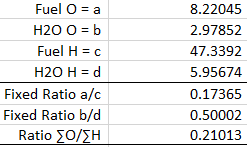 Fuel O = a 8.22045
H2O O = b 2.97852
Fuel H = c 47.3392
H2O H = d 5.95674
Fixed Ratio a/c 0.17365
Fixed Ratio b/d 0.50002
Ratio ∑O/∑H 0.21013